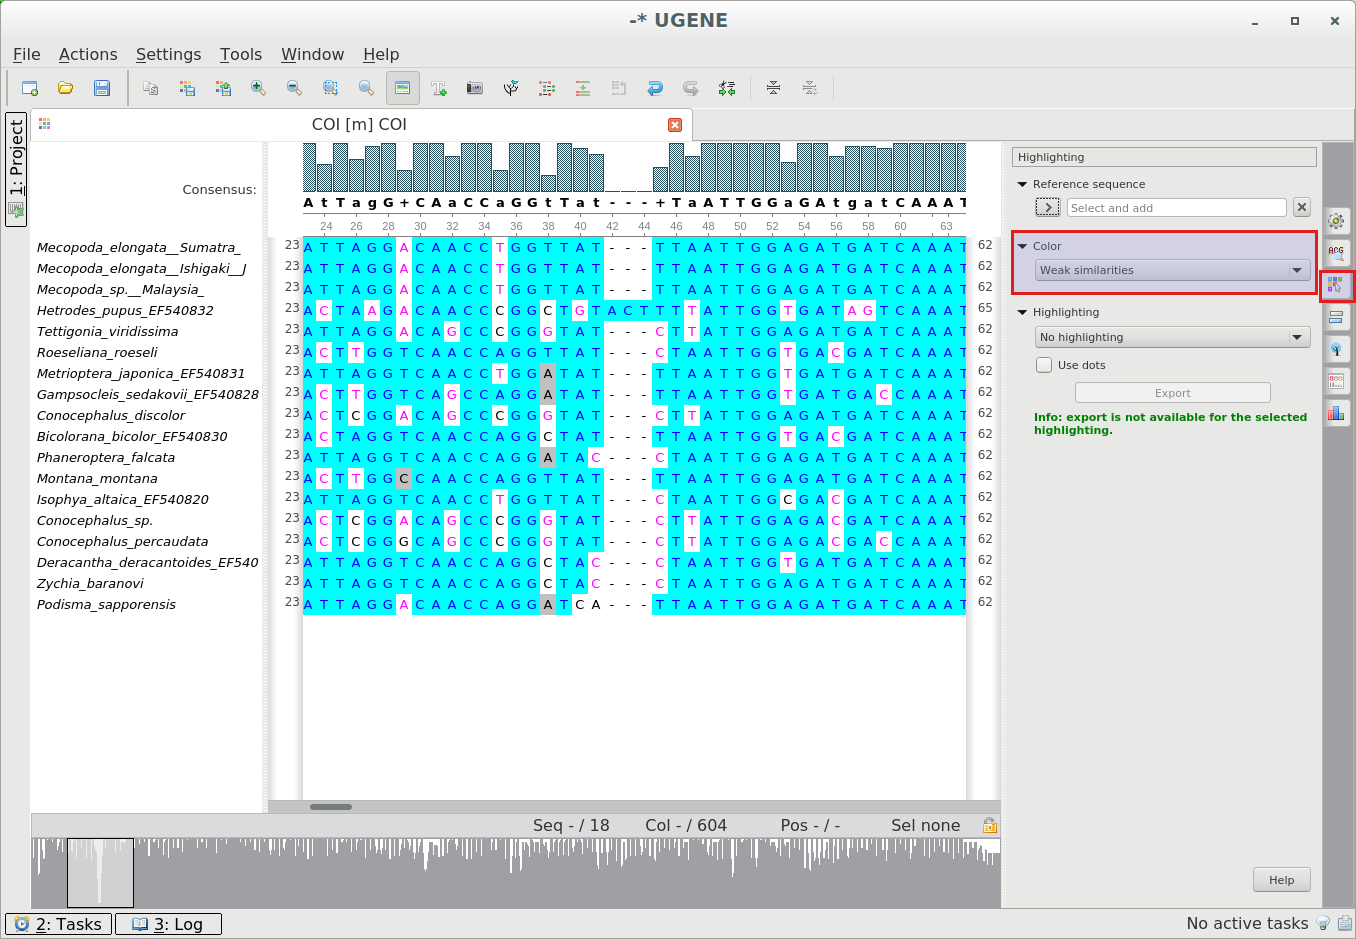 -* UGENE
File Actions Settings Tools Window Help
1: Project
COI [m] COI
Consensus:
A t T a g G + C A a C C a G G t T a t - - - + T a A T T G G a G A t g a t C A A A T
24 26 28 30 32 34 36 38 40 42 44 46 48 50 52 54 56 58 60 63
Mecopoda_elongata__Sumatra_ 23 A T T A G G A C A A C C T G G T T A T - - - T T A A T T G G A G A T G A T C A A A T 62
Mecopoda_elongata__Ishigaki__J 23 A T T A G G A C A A C C T G G T T A T - - - T T A A T T G G A G A T G A T C A A A T 62
Mecopoda_sp.__Malaysia_ 23 A T T A G G A C A A C C T G G T T A T - - - T T A A T T G G A G A T G A T C A A A T 62
Hetrodes_pupus_EF540832 23 A C T A A G A C A A C C C G G C T G T A C T T T T A T T G G T G A T A G T C A A A T 65
Tettigonia_viridissima 23 A T T A G G A C A G C C C G G G T A T - - - C T T A T T G G A G A T G A T C A A A T 62
Roeseliana_roeseli 23 A C T T G G T C A A C C A G G T T A T - - - C T A A T T G G T G A C G A T C A A A T 62
Metrioptera_japonica_EF540831 23 A T T A G G T C A A C C T G G A T A T - - - T T A A T T G G T G A T G A T C A A A T 62
Gampsocleis_sedakovii_EF540828 23 A C T T G G T C A G C C A G G A T A T - - - T T A A T T G G T G A T G A C C A A A T 62
Conocephalus_discolor 23 A C T C G G A C A G C C C G G G T A T - - - C T T A T T G G A G A T G A T C A A A T 62
Bicolorana_bicolor_EF540830 23 A C T A G G T C A A C C A G G C T A T - - - T T A A T T G G T G A C G A T C A A A T 62
Phaneroptera_falcata 23 A T T A G G T C A A C C A G G A T A C - - - C T A A T T G G A G A T G A T C A A A T 62
Montana_montana 23 A C T T G G C C A A C C A G G T T A T - - - T T A A T T G G A G A T G A T C A A A T 62
Isophya_altaica_EF540820 23 A T T A G G T C A A C C T G G T T A T - - - C T A A T T G G C G A C G A T C A A A T 62
Conocephalus_sp. 23 A C T C G G A C A G C C C G G G T A T - - - C T T A T T G G A G A C G A T C A A A T 62
Conocephalus_percaudata 23 A C T C G G G C A G C C C G G G T A T - - - C T T A T T G G A G A C G A C C A A A T 62
Deracantha_deracantoides_EF540 23 A T T A G G T C A A C C A G G C T A C - - - C T A A T T G G T G A T G A T C A A A T 62
Zychia_baranovi 23 A T T A G G T C A A C C A G G C T A C - - - C T A A T T G G A G A T G A T C A A A T 62
Podisma_sapporensis 23 A T T A G G A C A A C C A G G A T C A - - - T T A A T T G G A G A T G A T C A A A T 62
Seq - / 18 Col - / 604 Pos - / - Sel none
Highlighting
Reference sequence
Select and add
Color
Weak similarities
Highlighting
No highlighting
Use dots
Export
Info: export is not available for the selected
highlighting.
Help
ACG
2: Tasks 3: Log No active tasks